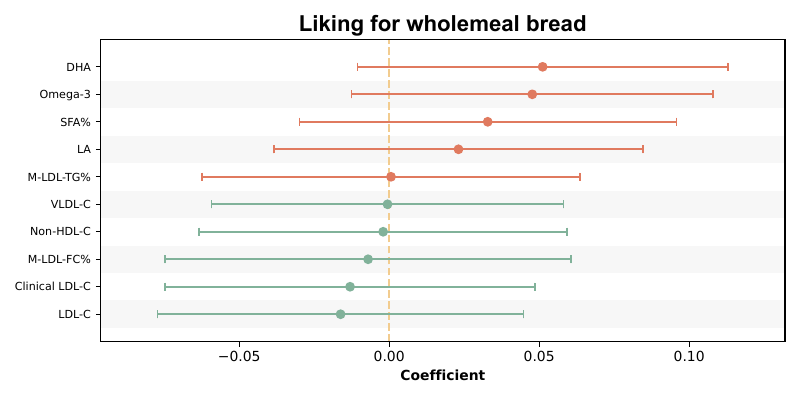 Liking for wholemeal bread
DHA
Omega-3
SFA%
LA
M-LDL-TG%
VLDL-C
Non-HDL-C
M-LDL-FC%
Clinical LDL-C
LDL-C
−0.05 0.00 0.05 0.10
Coefficient